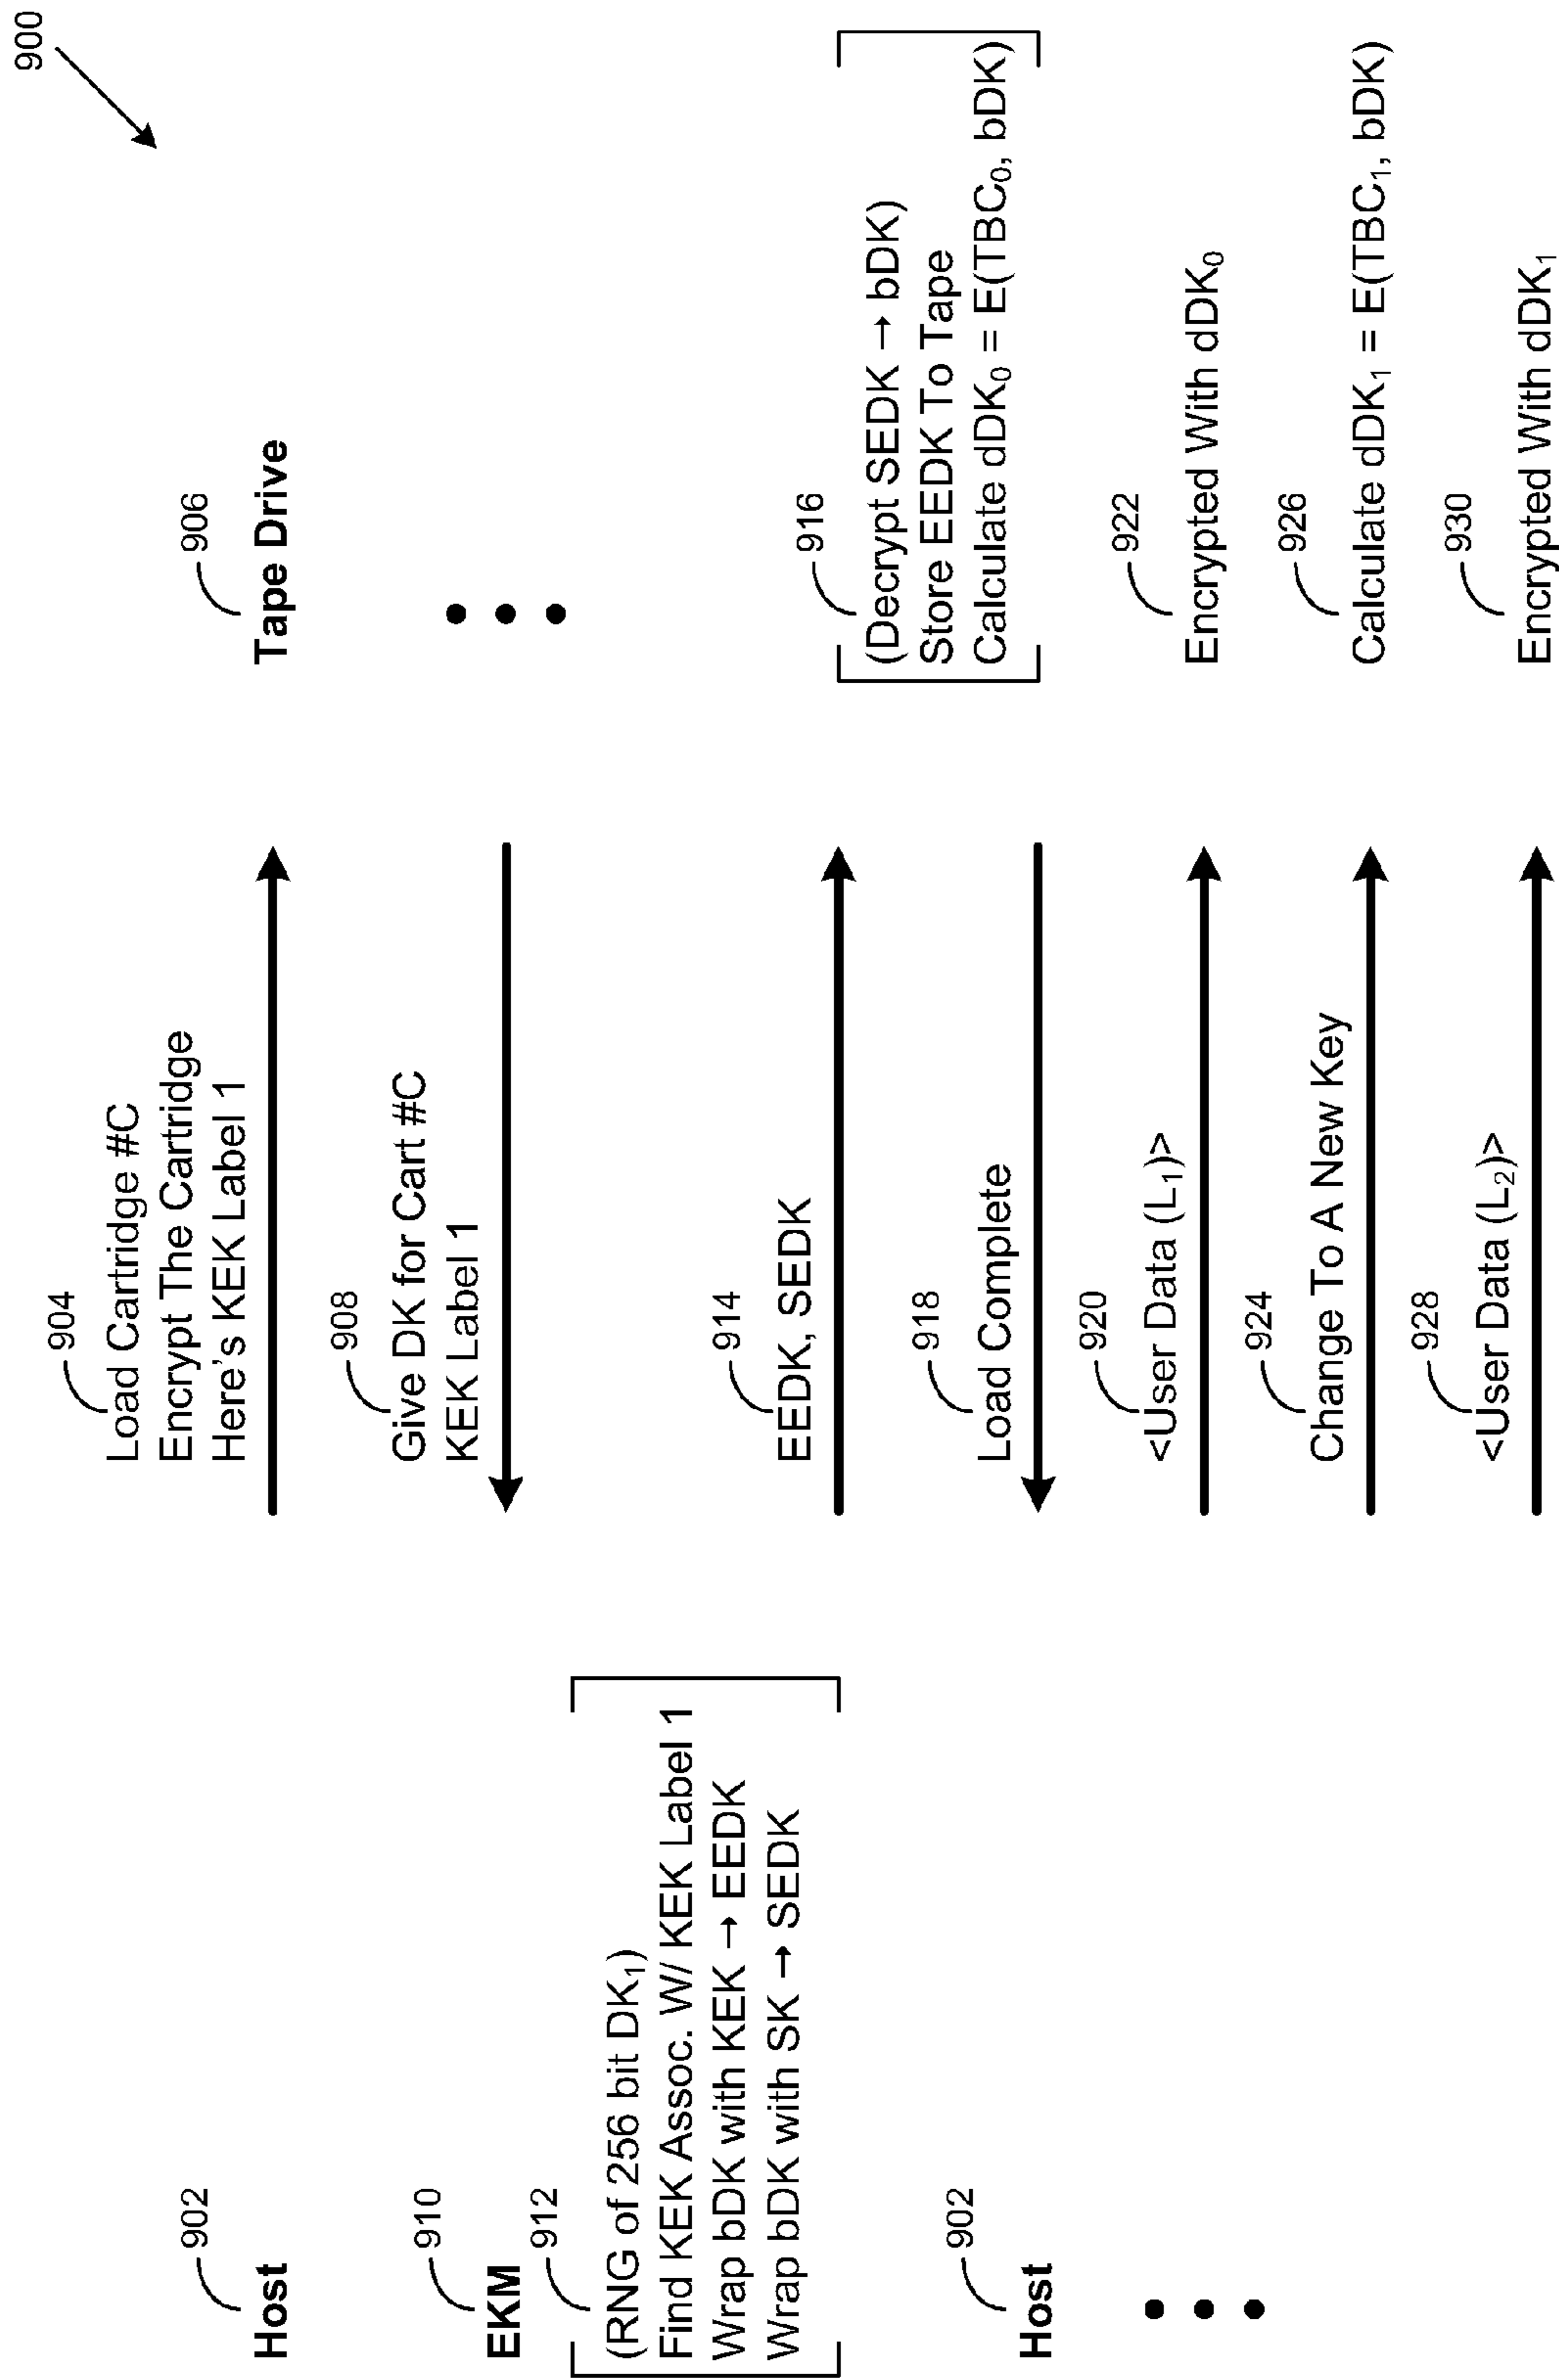 900
902
Host
904
Load Cartridge #C
Encrypt The Cartridge
Here's KEK Label 1
906
Tape Drive
908
Give DK for Cart #C
KEK Label 1
910
EKM
912
(RNG of 256 bit DK₁)
Find KEK Assoc. W/ KEK Label 1
Wrap bDK with KEK → EEDK
Wrap bDK with SK → SEDK
914
EEDK, SEDK
916
(Decrypt SEDK → bDK)
Store EEDK To Tape
Calculate dDK₀ = E(TBC₀, bDK)
902
Host
918
Load Complete
920
<User Data (L₁)>
922
Encrypted With dDK₀
924
Change To A New Key
926
Calculate dDK₁ = E(TBC₁, bDK)
928
<User Data (L₂)>
930
Encrypted With dDK₁